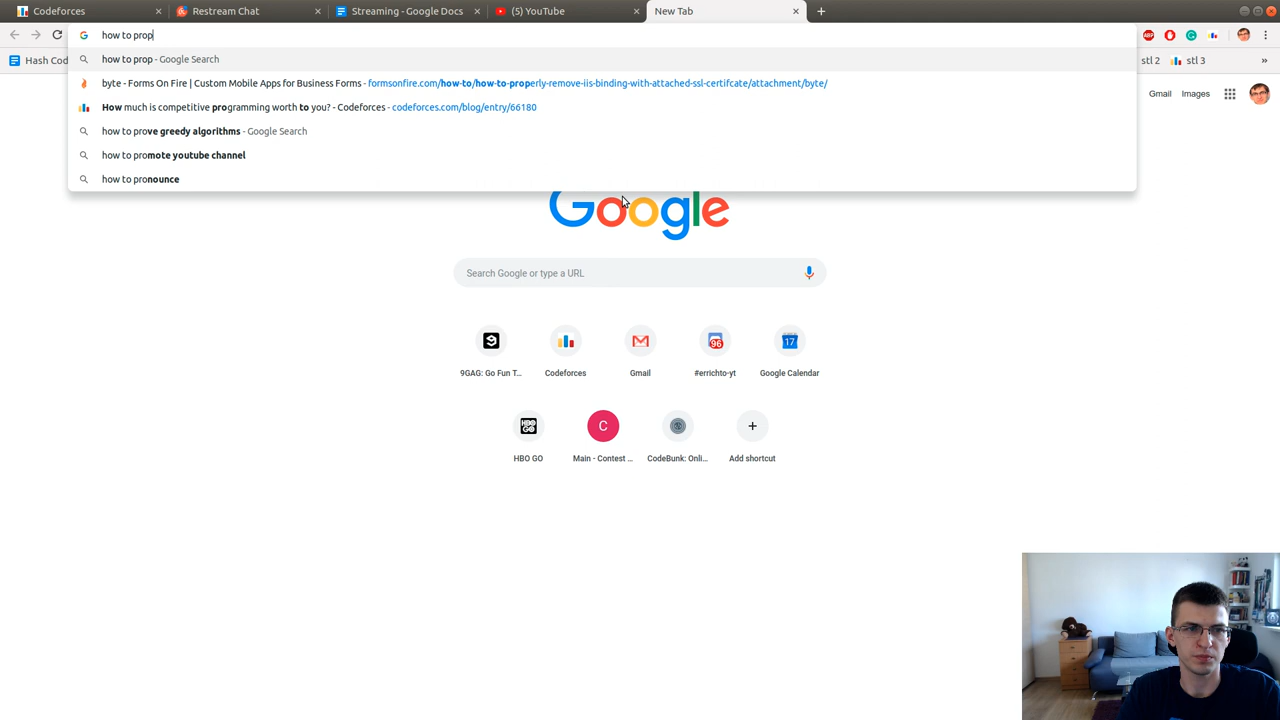 Codeforces
Restream Chat
Streaming - Google Docs
(5) YouTube
New Tab
how to prop
ABP
Hash Cod
stl 2
stl 3
how to prop - Google Search
byte - Forms On Fire | Custom Mobile Apps for Business Forms - formsonfire.com/how-to/how-to-properly-remove-iis-binding-with-attached-ssl-certifcate/attachment/byte/
How much is competitive programming worth to you? - Codeforces - codeforces.com/blog/entry/66180
how to prove greedy algorithms - Google Search
how to promote youtube channel
how to pronounce
Gmail
Images
Google
Search Google or type a URL
96
17
9GAG: Go Fun T...
Codeforces
Gmail
#errichto-yt
Google Calendar
HBO GO
C
HBO GO
Main - Contest ...
CodeBunk: Onli...
Add shortcut